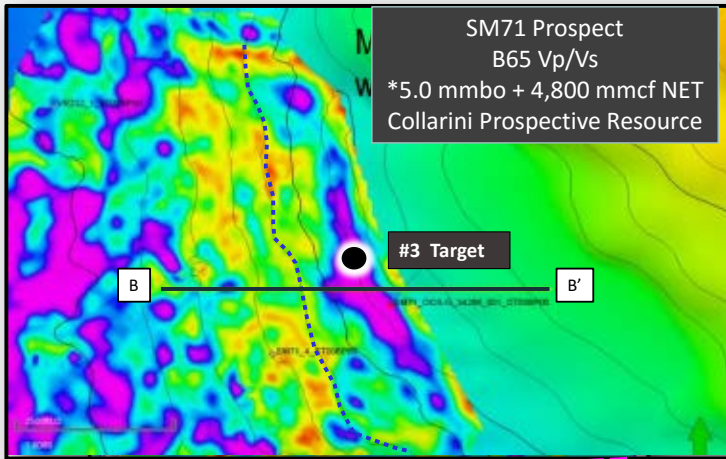 SM71 Prospect
B65 Vp/Vs
*5.0 mmbo + 4,800 mmcf NET
Collarini Prospective Resource
M
W
#3 Target
B
B’